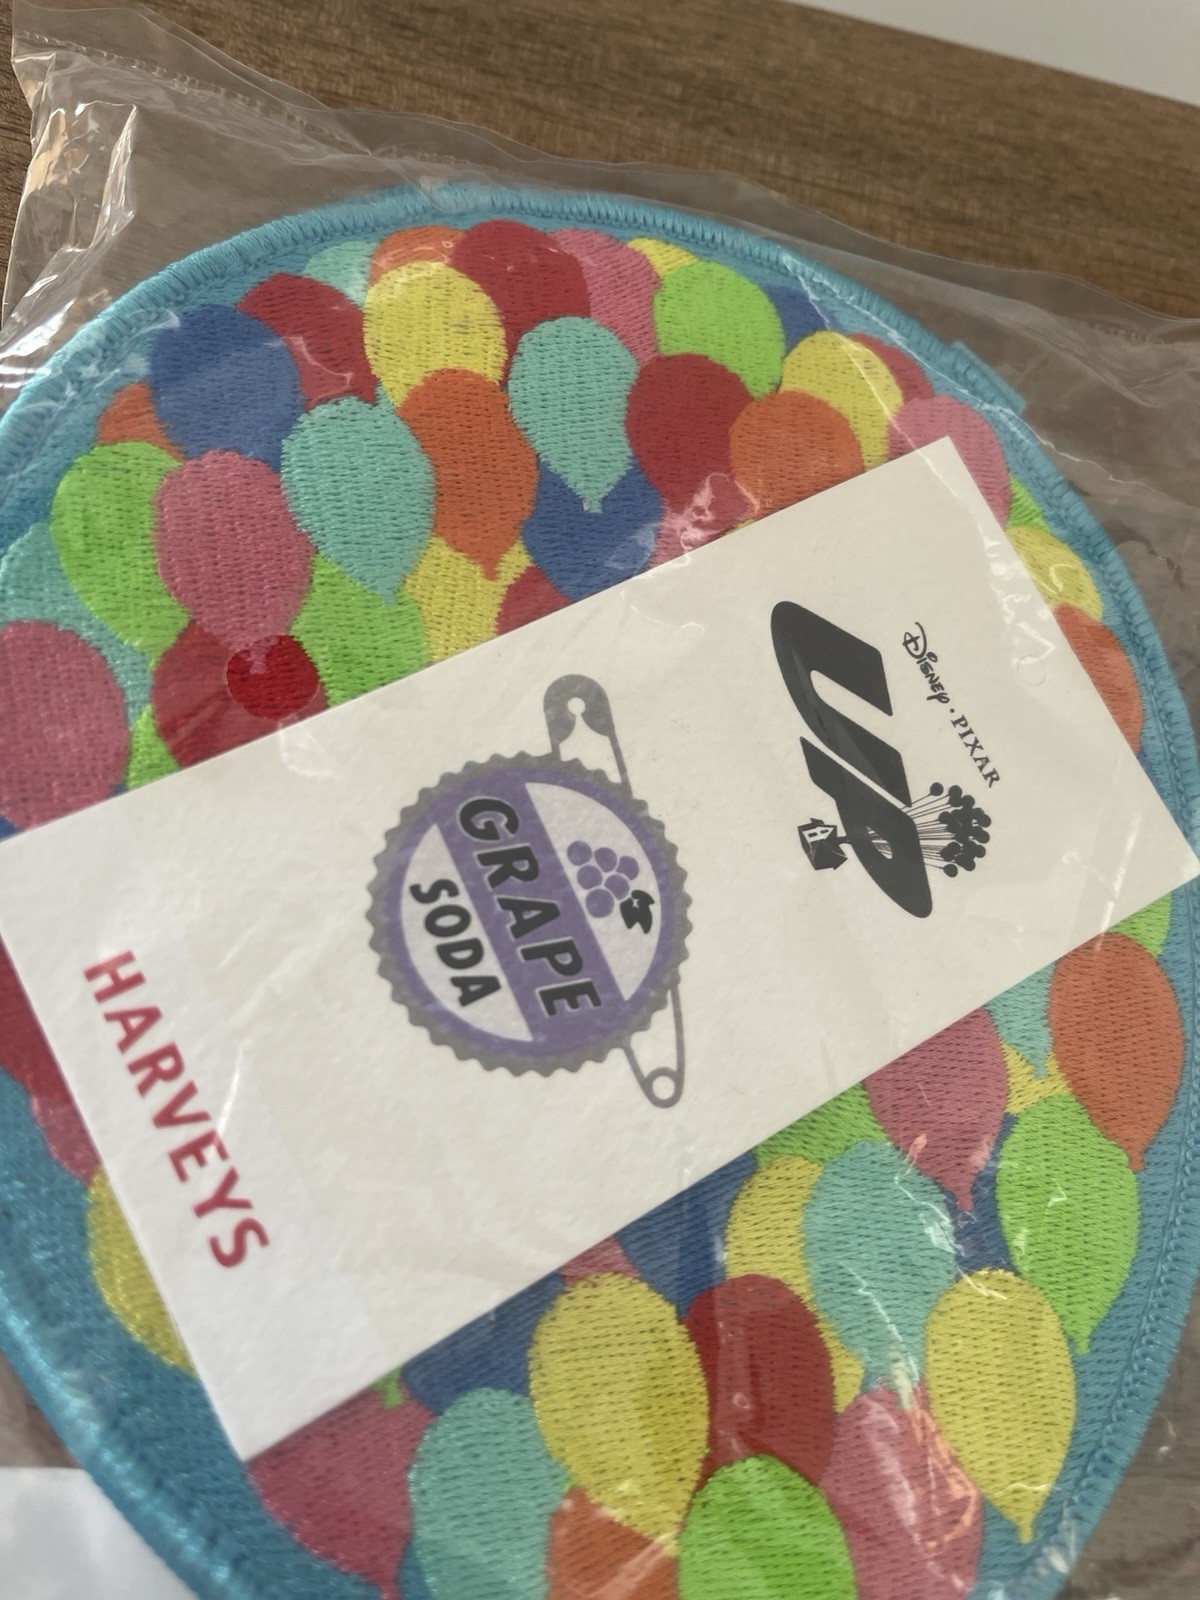 Disney · PIXAR
UP
GRAPE
SODA
HARVEYS